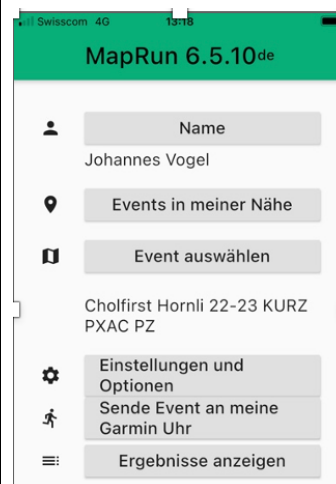 Swisscom 4G 13:18
MapRun 6.5.10de
Name
Johannes Vogel
Events in meiner Nähe
Event auswählen
Cholfirst Hornli 22-23 KURZ
PXAC PZ
Einstellungen und
Optionen
Sende Event an meine
Garmin Uhr
Ergebnisse anzeigen